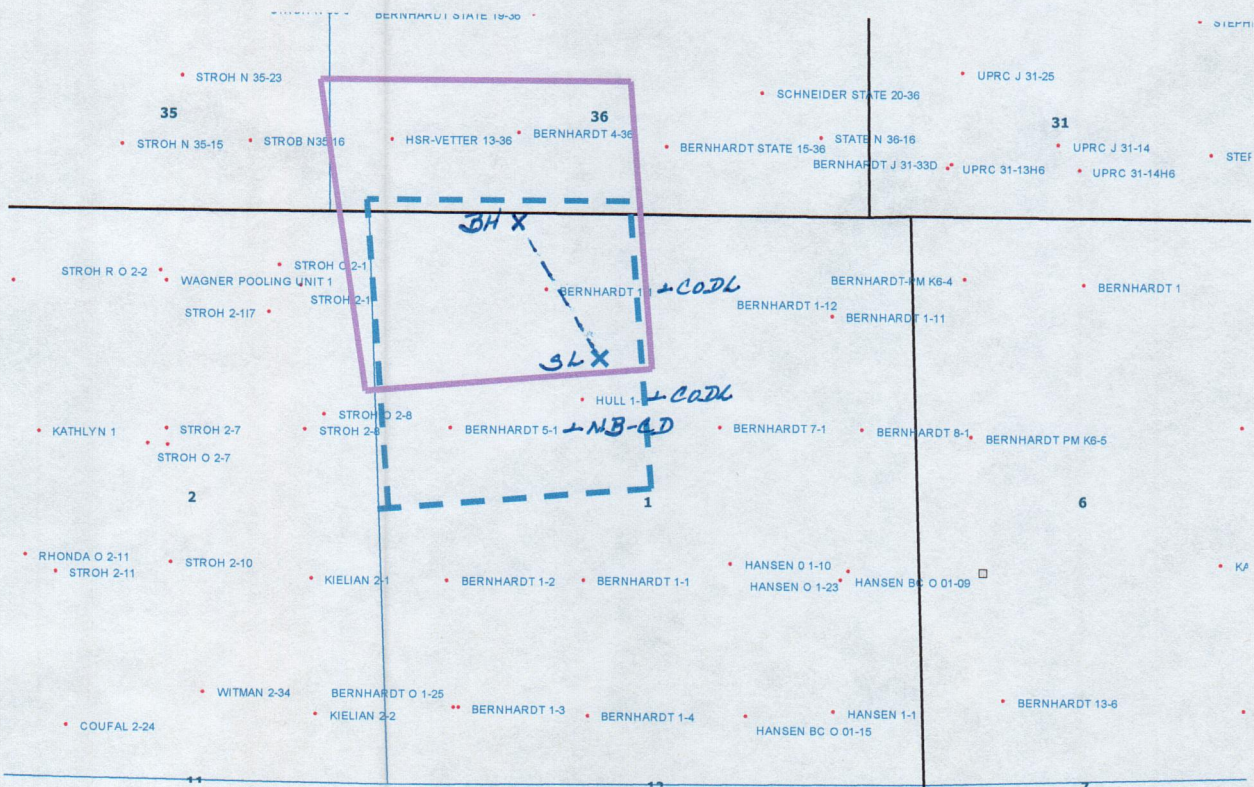 BERNHARDT STATE 19-36
STROH N 35-23
UPRC J 31-25
SCHNEIDER STATE 20-36
35
36
31
STROH N 35-15
STROB N35-16
HSR-VETTER 13-36
BERNHARDT 4-36
BERNHARDT STATE 15-36
STATE N 36-16
UPRC J 31-14
BERNHARDT J 31-33D
UPRC 31-13H6
UPRC 31-14H6
BH X
STROH R O 2-2
STROH O 2-1
WAGNER POOLING UNIT 1
STROH 2-1
STROH 2-1I7
BERNHARDT 1-1
CODL
BERNHARDT-PM K6-4
BERNHARDT 1
BERNHARDT 1-12
BERNHARDT 1-11
SL X
HULL 1-
CODL
STROH O 2-8
KATHLYN 1
STROH 2-7
BERNHARDT 5-1
NB-CD
BERNHARDT 7-1
BERNHARDT 8-1
BERNHARDT PM K6-5
STROH O 2-7
2
1
6
RHONDA O 2-11
STROH 2-11
STROH 2-10
KIELIAN 2-1
BERNHARDT 1-2
BERNHARDT 1-1
HANSEN 0 1-10
HANSEN O 1-23
HANSEN BC O 01-09
WITMAN 2-34
BERNHARDT O 1-25
COUFAL 2-24
KIELIAN 2-2
BERNHARDT 1-3
BERNHARDT 1-4
HANSEN 1-1
HANSEN BC O 01-15
BERNHARDT 13-6